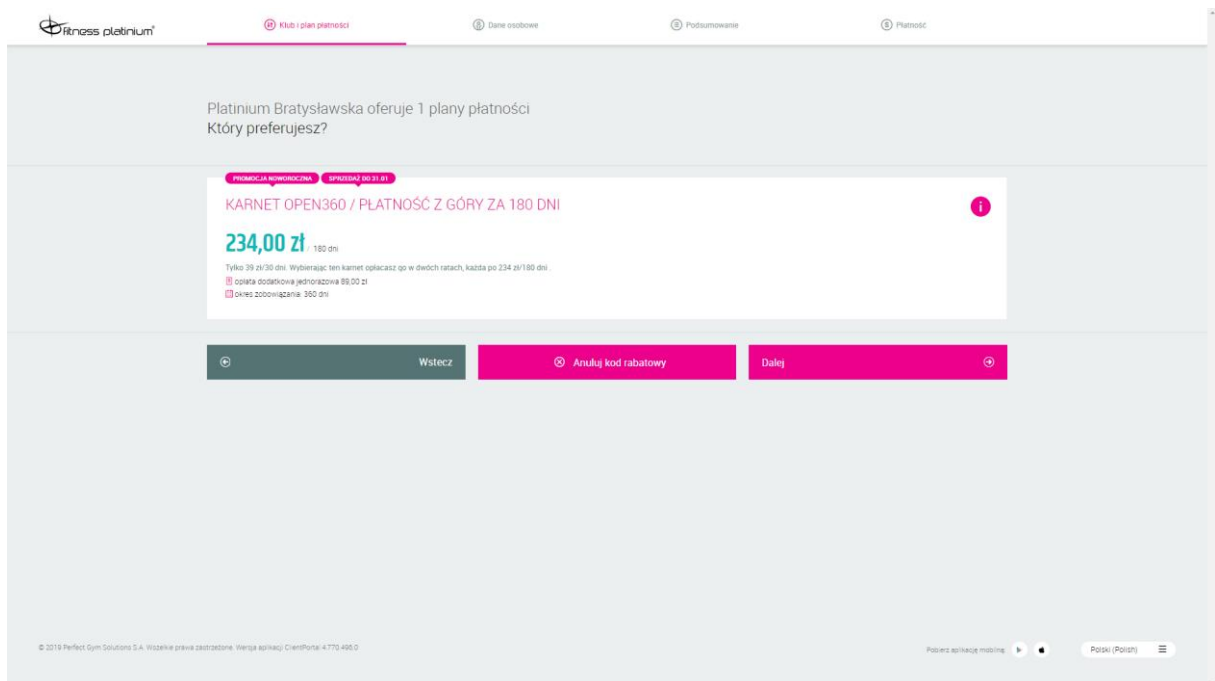 fitness platinium
Klub i plan płatności
Dane osobowe
Podsumowanie
Płatność
Platinium Bratysławska oferuje 1 plany płatności
Który preferujesz?
PROMOCJA NOWOROCZNA SPRZEDAŻ DO 31.01
KARNET OPEN360 / PŁATNOŚĆ Z GÓRY ZA 180 DNI
234,00 zł / 180 dni
Tylko 39 zł/30 dni. Wybierając ten karnet opłacasz go w dwóch ratach, każda po 234 zł/180 dni.
opłata dodatkowa jednorazowa 89,00 zł
okres zobowiązania: 360 dni
Wstecz
Anuluj kod rabatowy
Dalej
© 2019 Perfect Gym Solutions S.A. Wszelkie prawa zastrzeżone. Wersja aplikacji ClientPortal 4.770.466.0
Pobierz aplikację mobilną
Polski (Polish)